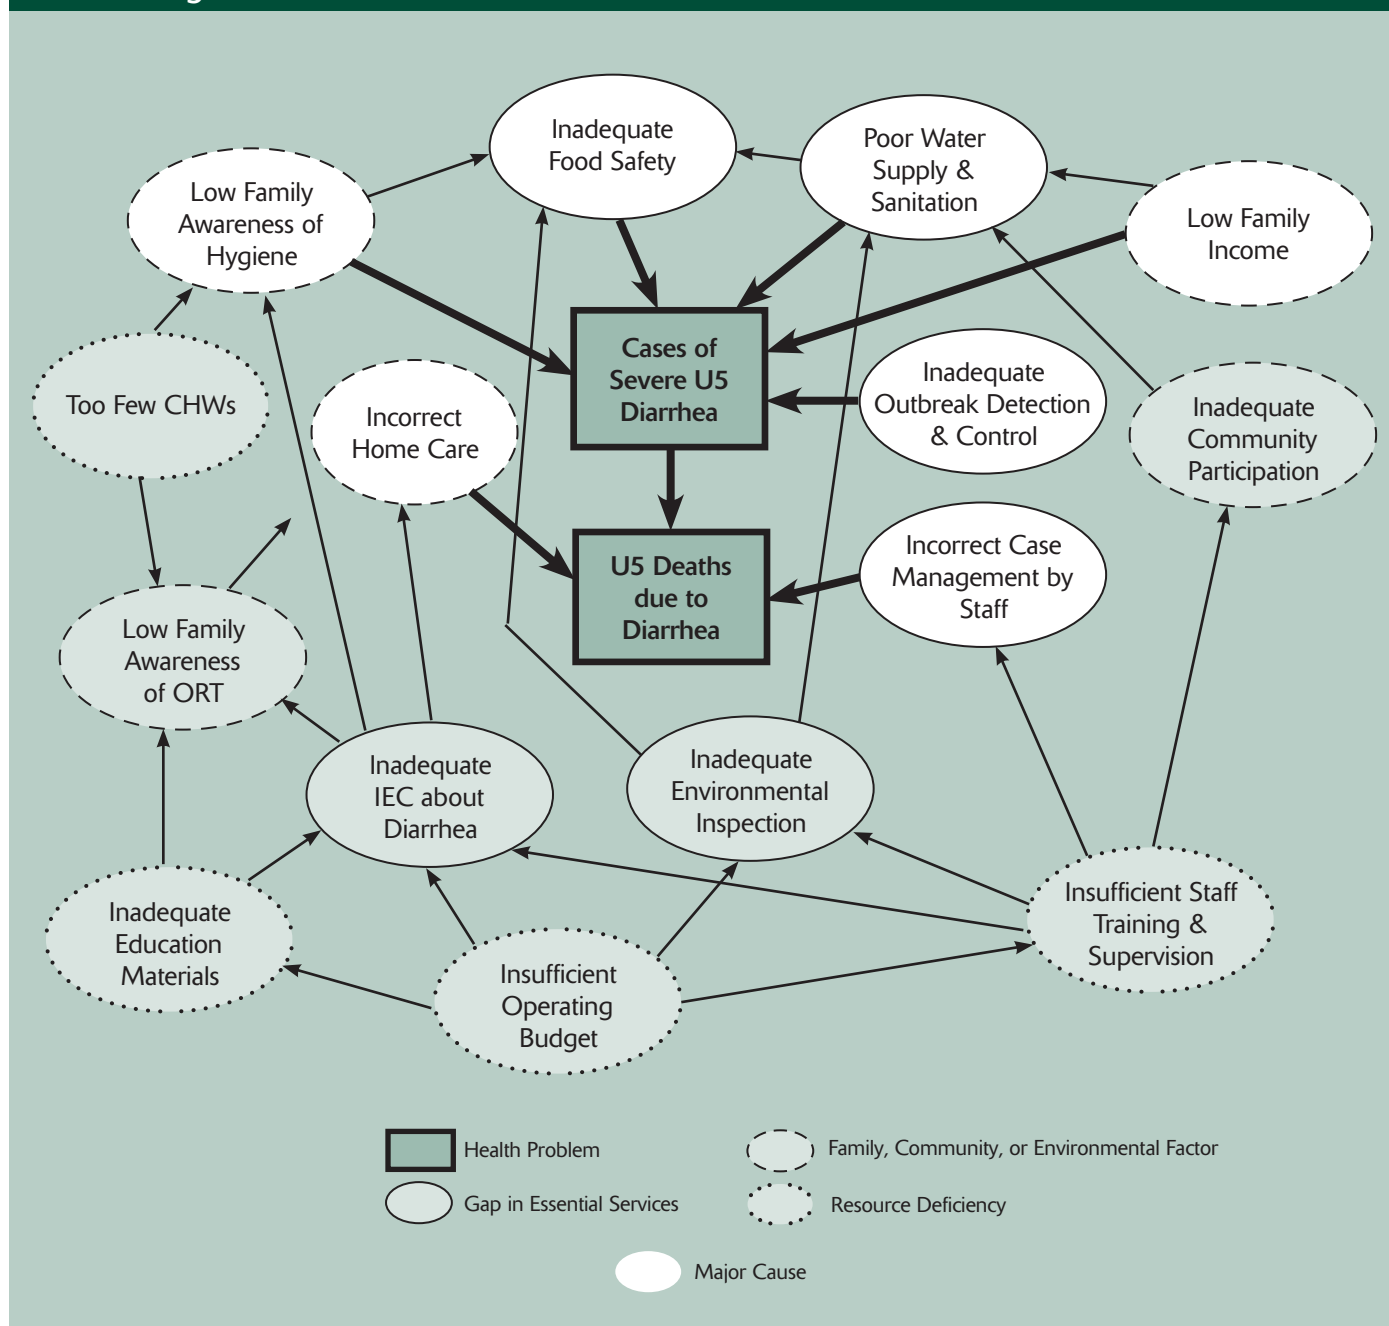 Inadequate
Food Safety
Poor Water
Supply &
Sanitation
Low Family
Awareness of
Hygiene
Low Family
Income
Cases of
Severe U5
Diarrhea
Inadequate
Outbreak Detection
& Control
Too Few CHWs
Incorrect
Home Care
Inadequate
Community
Participation
U5 Deaths
due to
Diarrhea
Incorrect Case
Management by
Staff
Low Family
Awareness
of ORT
Inadequate
IEC about
Diarrhea
Inadequate
Environmental
Inspection
Insufficient Staff
Training &
Supervision
Inadequate
Education
Materials
Insufficient
Operating
Budget
Health Problem
Family, Community, or Environmental Factor
Gap in Essential Services
Resource Deficiency
Major Cause